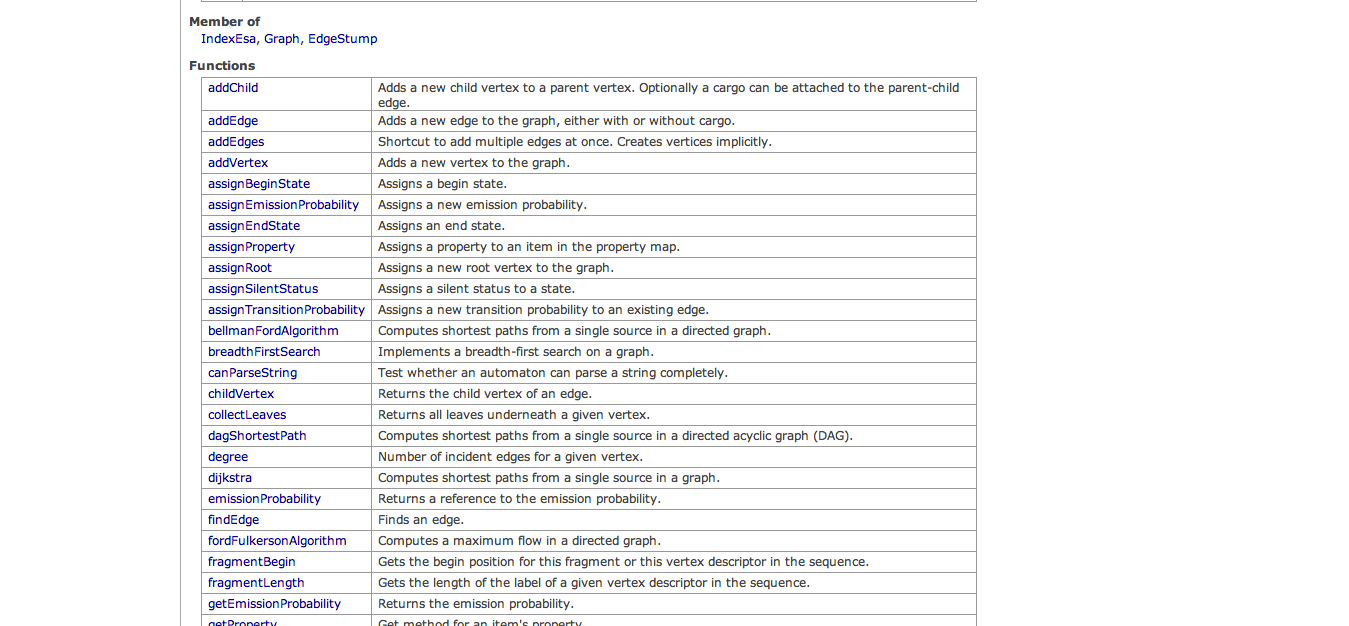 Member of
IndexEsa, Graph, EdgeStump
Functions
addChild Adds a new child vertex to a parent vertex. Optionally a cargo can be attached to the parent-child
edge.
addEdge Adds a new edge to the graph, either with or without cargo.
addEdges Shortcut to add multiple edges at once. Creates vertices implicitly.
addVertex Adds a new vertex to the graph.
assignBeginState Assigns a begin state.
assignEmissionProbability Assigns a new emission probability.
assignEndState Assigns an end state.
assignProperty Assigns a property to an item in the property map.
assignRoot Assigns a new root vertex to the graph.
assignSilentStatus Assigns a silent status to a state.
assignTransitionProbability Assigns a new transition probability to an existing edge.
bellmanFordAlgorithm Computes shortest paths from a single source in a directed graph.
breadthFirstSearch Implements a breadth-first search on a graph.
canParseString Test whether an automaton can parse a string completely.
childVertex Returns the child vertex of an edge.
collectLeaves Returns all leaves underneath a given vertex.
dagShortestPath Computes shortest paths from a single source in a directed acyclic graph (DAG).
degree Number of incident edges for a given vertex.
dijkstra Computes shortest paths from a single source in a graph.
emissionProbability Returns a reference to the emission probability.
findEdge Finds an edge.
fordFulkersonAlgorithm Computes a maximum flow in a directed graph.
fragmentBegin Gets the begin position for this fragment or this vertex descriptor in the sequence.
fragmentLength Gets the length of the label of a given vertex descriptor in the sequence.
getEmissionProbability Returns the emission probability.
getProperty Get method for an item's property.